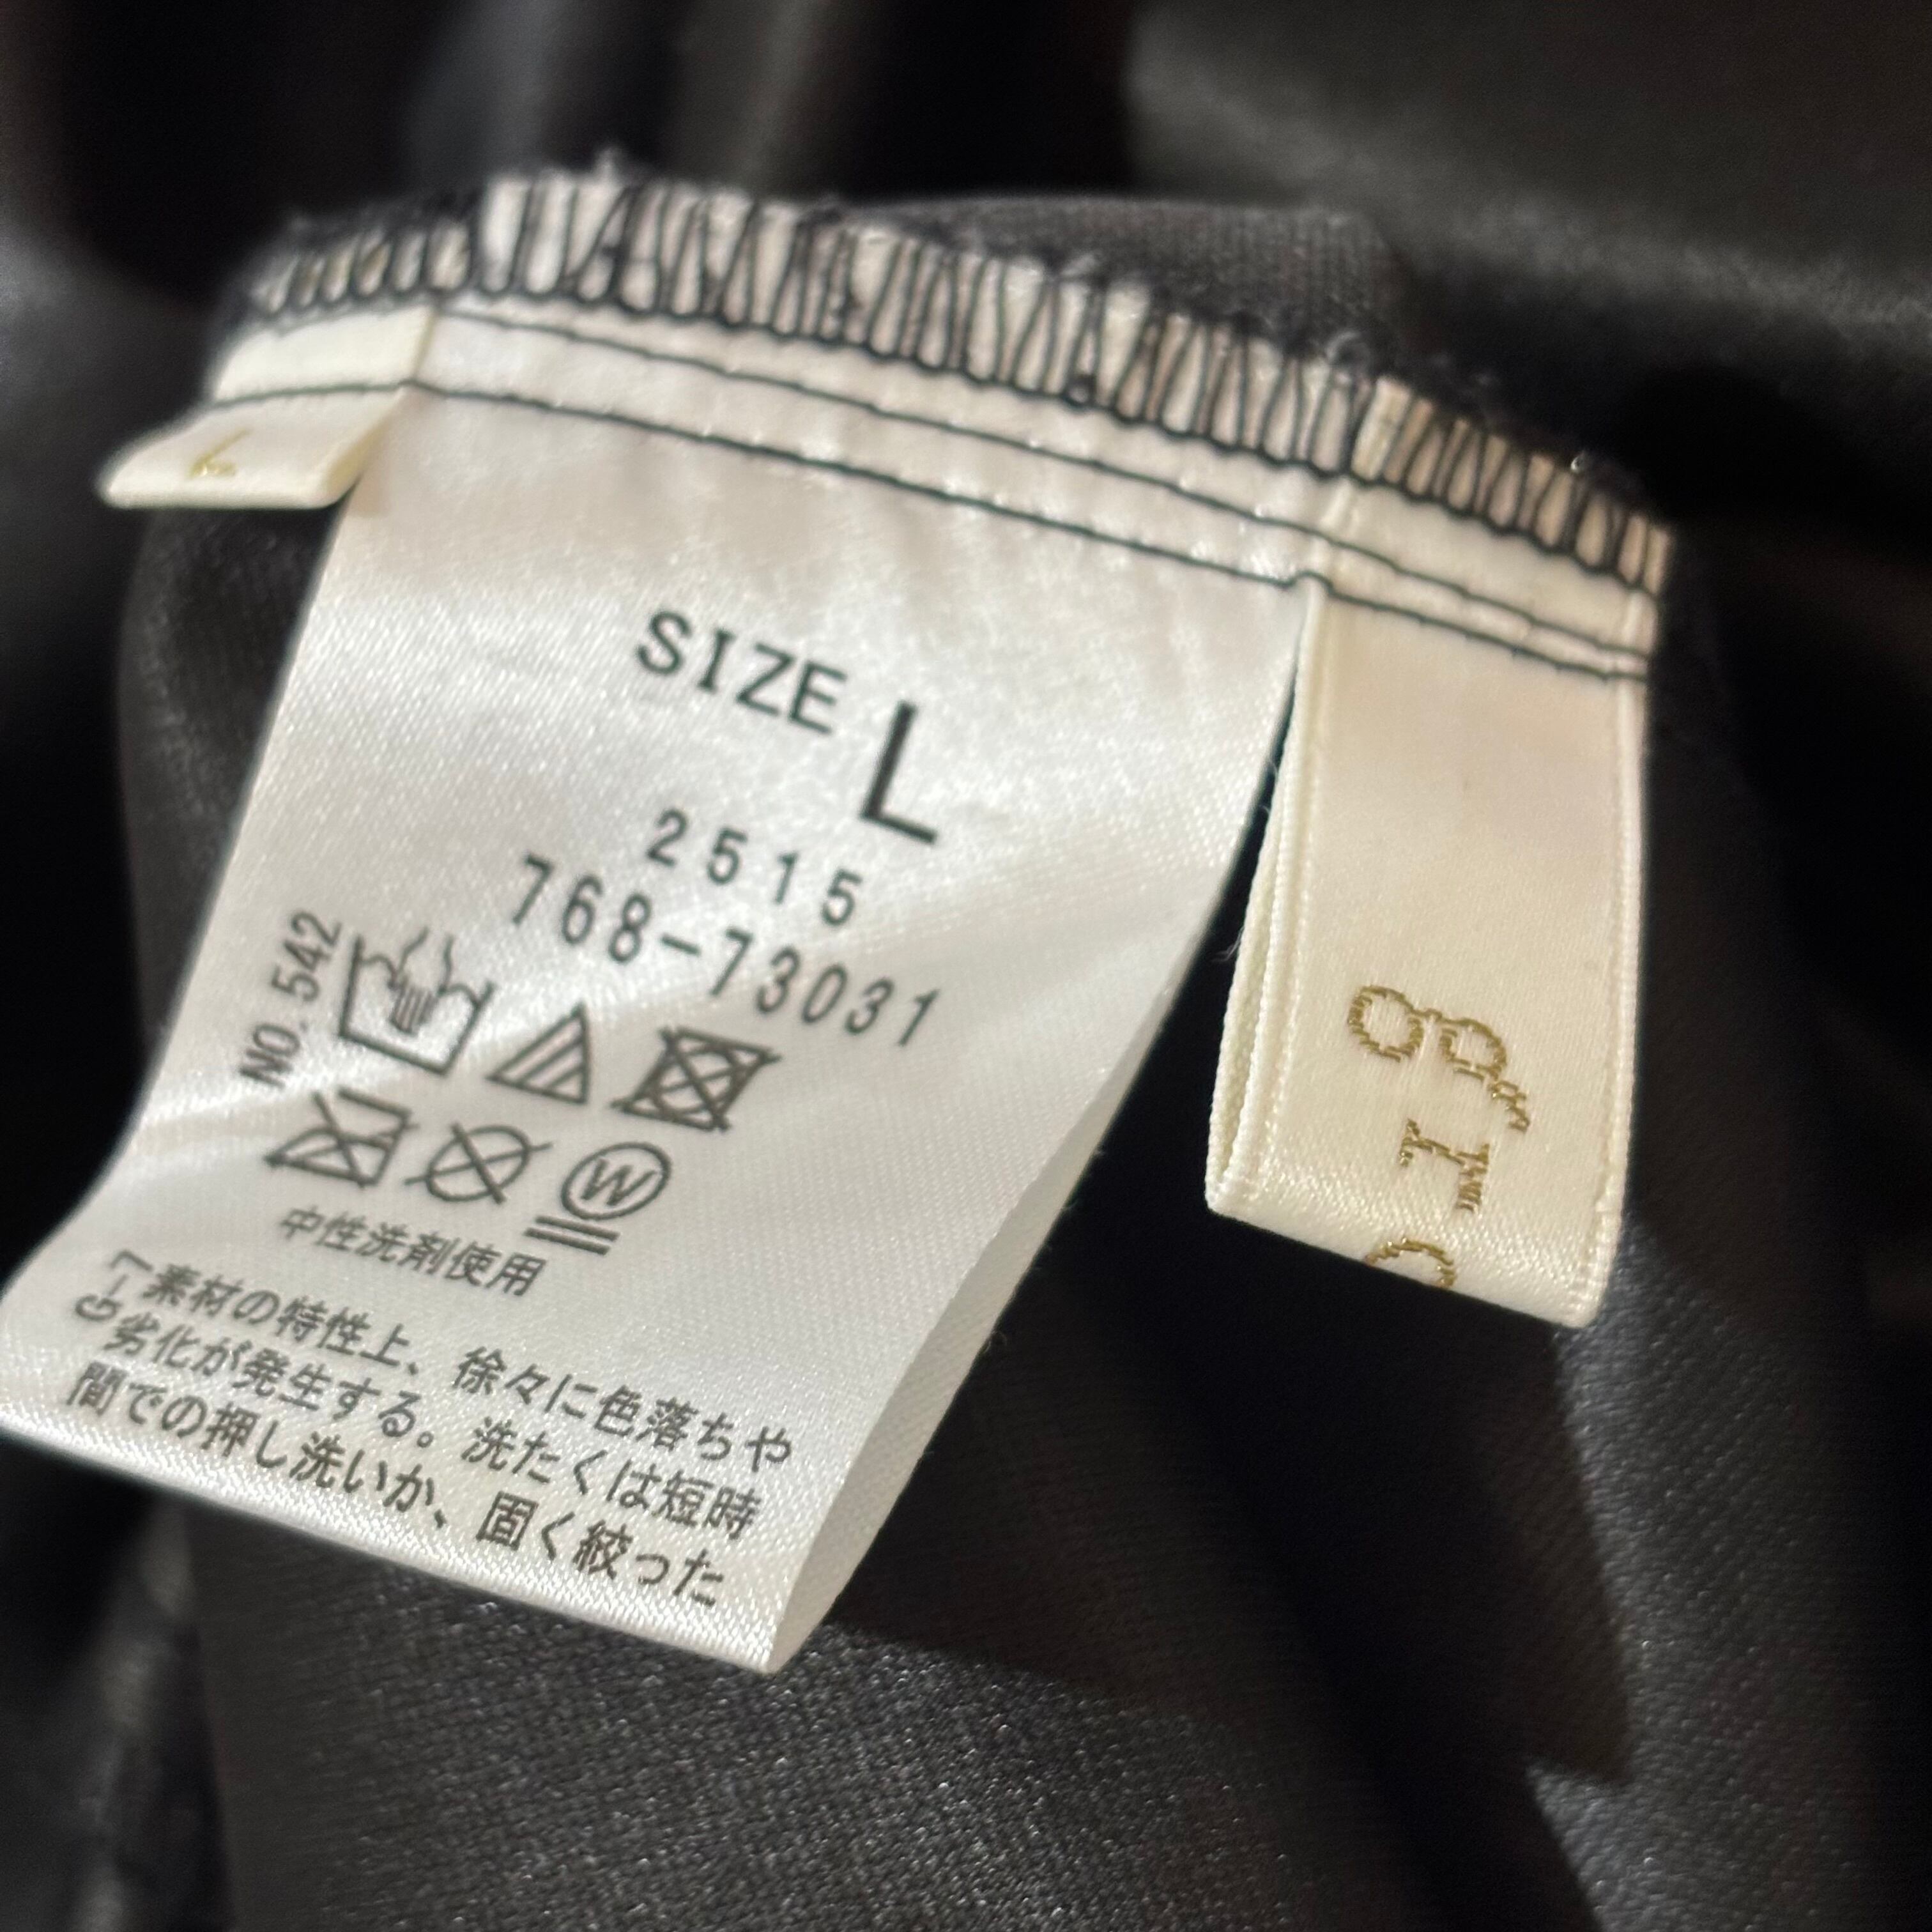 L
SIZE L
2515
768-73031
NO.542
W
中性洗剤使用
G-7
素材の特性上、徐々に色落ちや
劣化が発生する。洗たくは短時
間での押し洗いか、固く絞った
gr